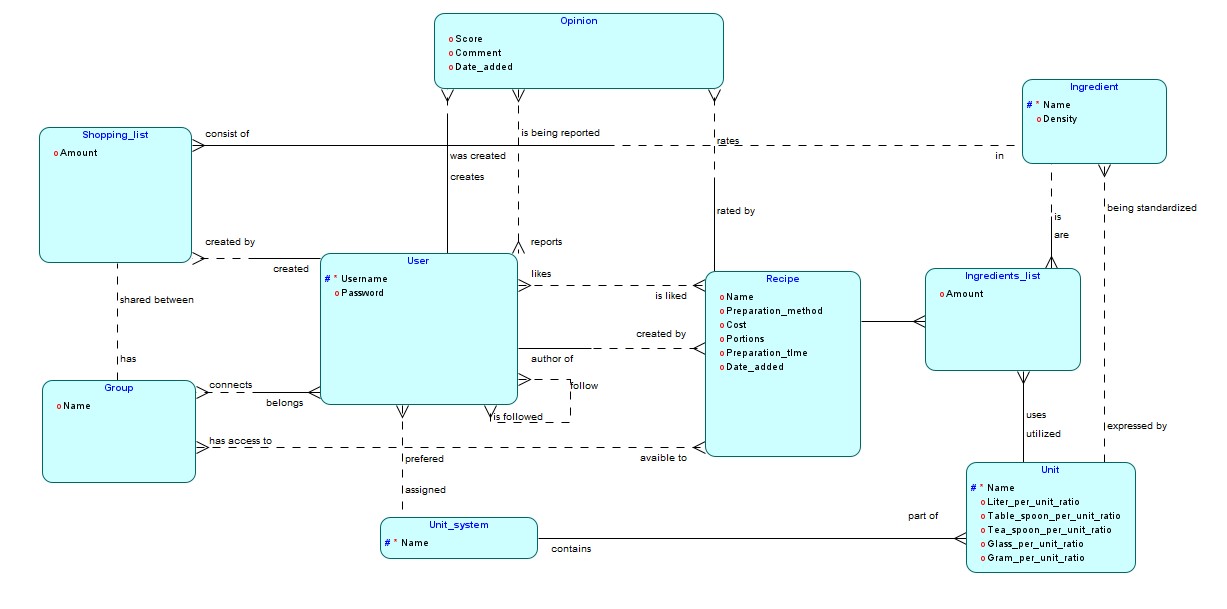 Opinion
o Score
o Comment
o Date_added
Ingredient
# * Name
o Density
Shopping_list
o Amount
consist of
is being reported
rates
in
was created
creates
rated by
is
are
being standardized
created by
created
reports
User
# * Username
o Password
likes
is liked
Recipe
o Name
o Preparation_method
o Cost
o Portions
o Preparation_tIme
o Date_added
Ingredients_list
o Amount
shared between
has
created by
author of
follow
is followed
Group
o Name
connects
belongs
has access to
avaible to
prefered
assigned
uses
utilized
expressed by
Unit_system
# * Name
contains
part of
Unit
# * Name
o Liter_per_unit_ratio
o Table_spoon_per_unit_ratio
o Tea_spoon_per_unit_ratio
o Glass_per_unit_ratio
o Gram_per_unit_ratio